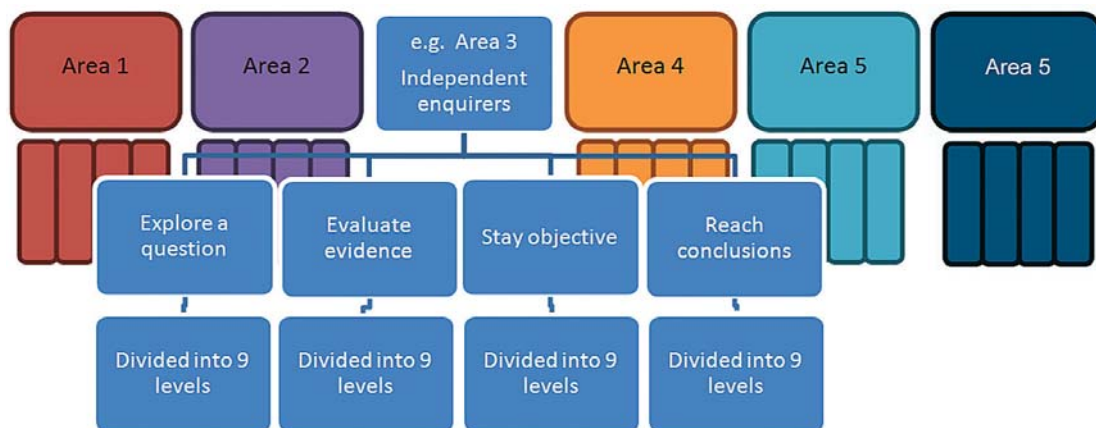 Area 1
Area 2
e.g. Area 3
Independent
enquirers
Area 4
Area 5
Area 5
Explore a
question
Evaluate
evidence
Stay objective
Reach
conclusions
Divided into 9
levels
Divided into 9
levels
Divided into 9
levels
Divided into 9
levels